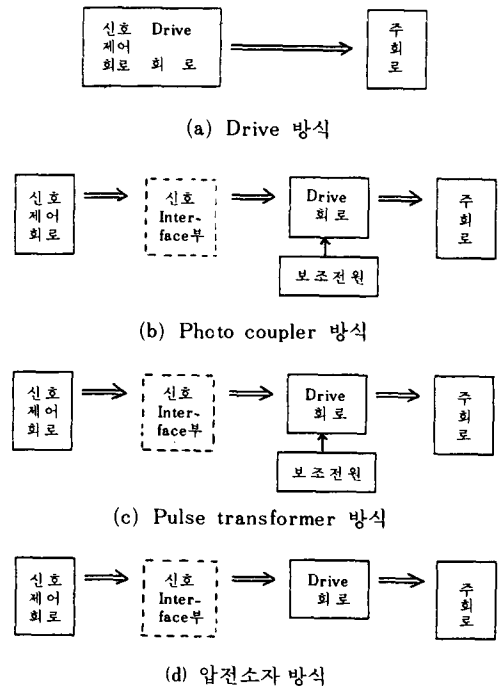 신호 Drive
제어
회로 회 로
주
회
로
(a) Drive 방식
신호
제어
회로
신호
Inter-
face부
Drive
회로
주
회
로
보조전원
(b) Photo coupler 방식
신호
제어
회로
신호
Inter-
face부
Drive
회로
주
회
로
보조전원
(c) Pulse transformer 방식
신호
제어
회로
신호
Inter-
face부
Drive
회로
주
회
로
(d) 압전소자 방식